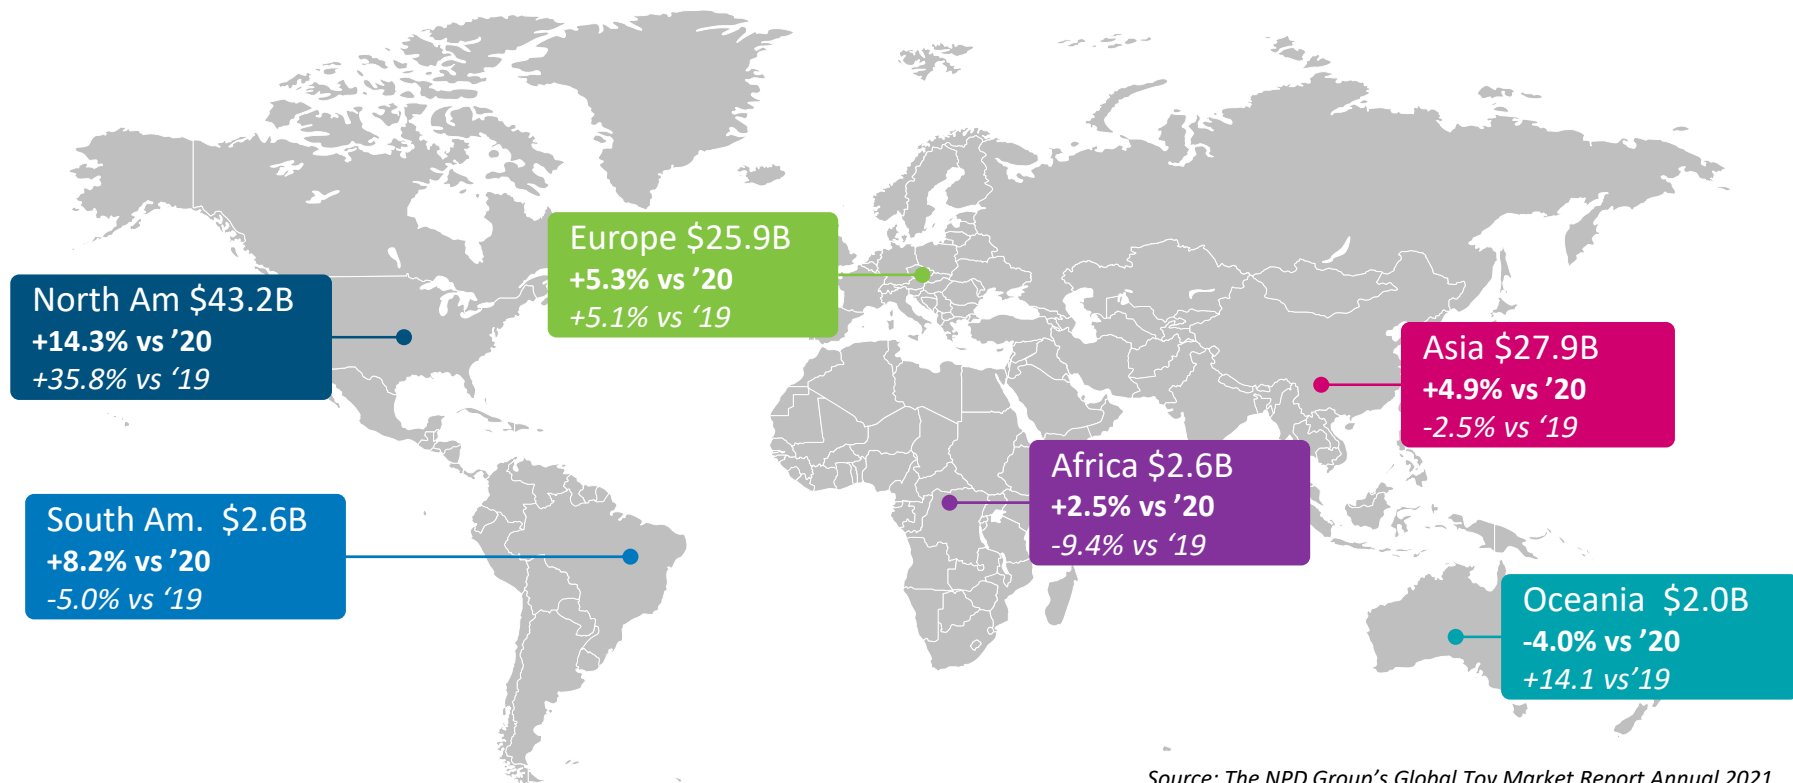 Europe $25.9B
+5.3% vs ’20
+5.1% vs ‘19
North Am $43.2B
+14.3% vs ’20
+35.8% vs ‘19
Asia $27.9B
+4.9% vs ’20
-2.5% vs ‘19
Africa $2.6B
+2.5% vs ’20
-9.4% vs ‘19
South Am.  $2.6B
+8.2% vs ’20
-5.0% vs ‘19
Oceania  $2.0B
-4.0% vs ’20
+14.1 vs’19
Source: The NPD Group’s Global Toy Market Report Annual 2021